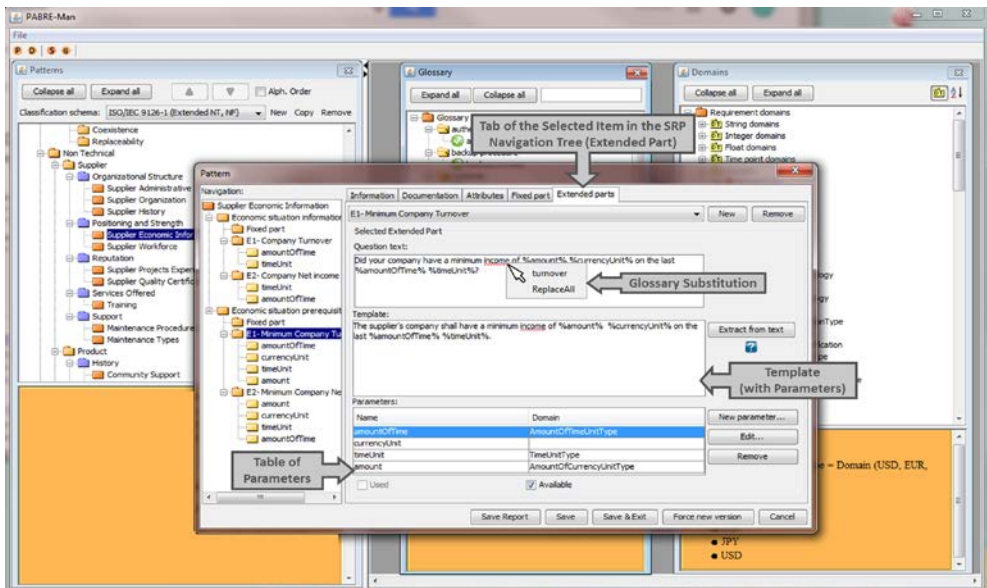 PABRE-Man
File
P D S G
Patterns
Collapse all Expand all Alph. Order
Classification schema: ISO/IEC 9126-1 (Extended NT, NF) New Copy Remove
Coexistence
Replaceability
Non Technical
Supplier
Organizational Structure
Supplier Administrative
Supplier Organization
Supplier History
Positioning and Strength
Supplier Economic Infor
Supplier Workforce
Reputation
Supplier Projects Expen
Supplier Quality Certific
Services Offered
Training
Support
Maintenance Procedure
Maintenance Types
Product
History
Community Support
Glossary
Expand all Collapse all
Glossary
Domains
Collapse all Expand all
Requirement domains
String domains
Integer domains
Float domains
Time point domains
Tab of the Selected Item in the SRP
Navigation Tree (Extended Part)
Pattern
Navigation:
Supplier Economic Information
Economic situation information
Fixed part
E1- Company Turnover
amountOfTime
timeUnit
E2- Company Net income
timeUnit
amountOfTime
Economic situation prerequisit
Fixed part
E1- Minimum Company Tu
amountOfTime
currencyUnit
timeUnit
amount
E2- Minimum Company Ne
amount
currencyUnit
timeUnit
amountOfTime
Information Documentation Attributes Fixed part Extended parts
E1- Minimum Company Turnover New Remove
Selected Extended Part
Question text:
Did your company have a minimum income of %amount% %currencyUnit% on the last
%amountOfTime% %timeUnit%?
turnover
ReplaceAll
Glossary Substitution
Template:
The supplier's company shall have a minimum income of %amount% %currencyUnit% on the
last %amountOfTime% %timeUnit%.
Extract from text
?
Template
(with Parameters)
Parameters:
Name Domain
amountOfTime AmountOfTimeUnitType
currencyUnit
timeUnit TimeUnitType
amount AmountOfCurrencyUnitType
New parameter...
Edit...
Remove
Table of
Parameters
Used Available
Save Report Save Save & Exit Force new version Cancel
= Domain (USD, EUR,
JPY
USD